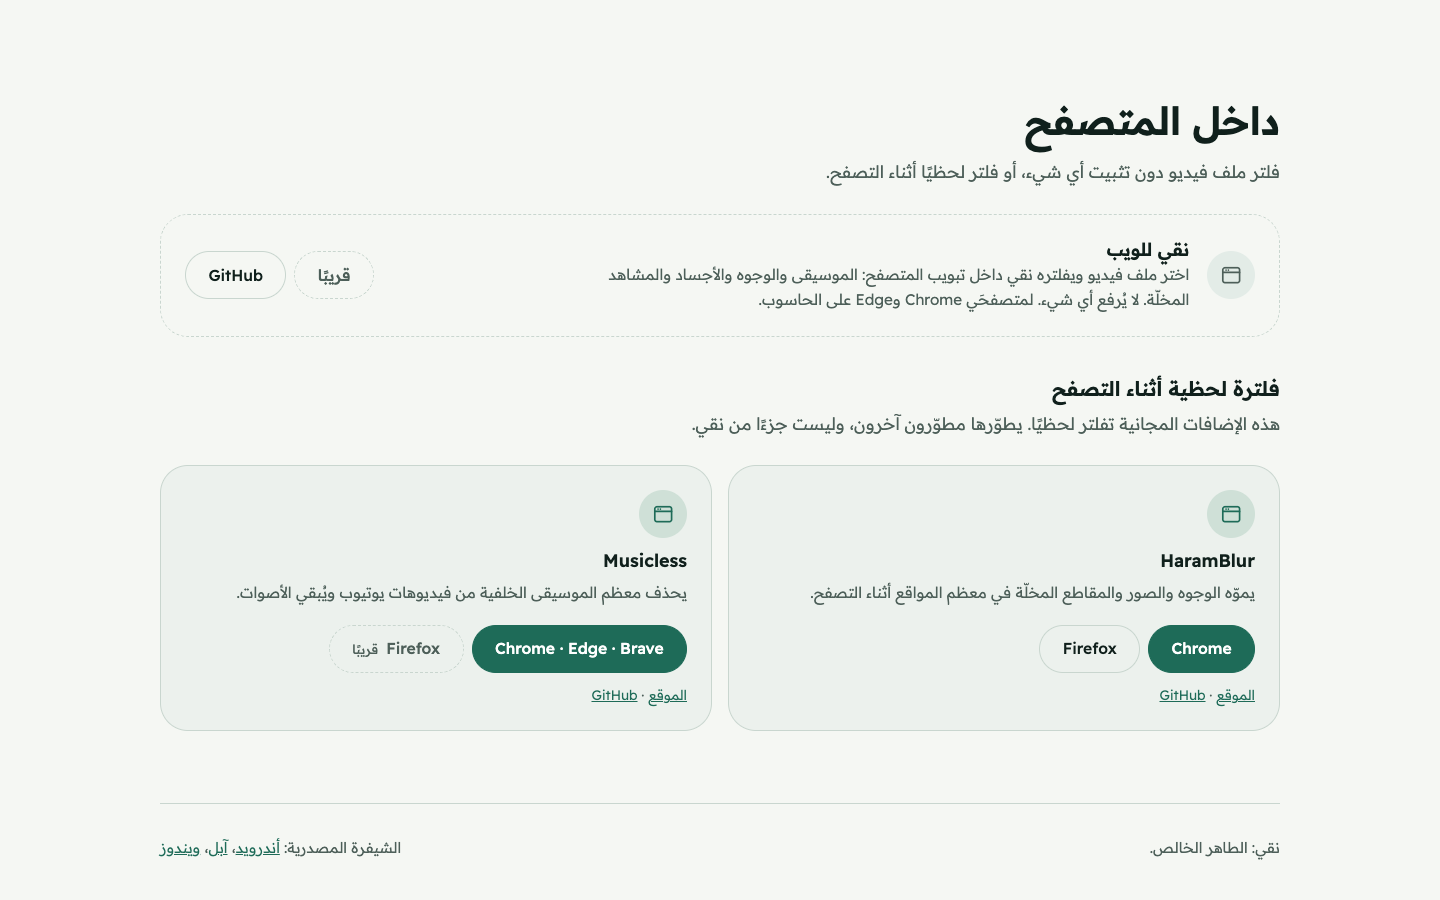 داخل المتصفح
فلتر ملف فيديو دون تثبيت أي شيء، أو فلتر لحظيًا أثناء التصفح.
نقي للويب
اختر ملف فيديو ويفلتره نقي داخل تبويب المتصفح: الموسيقى والوجوه والأجساد والمشاهد
المخلّة. لا يُرفع أي شيء. لمتصفحَي Chrome وEdge على الحاسوب.
قريبًا
GitHub
فلترة لحظية أثناء التصفح
هذه الإضافات المجانية تفلتر لحظيًا. يطوّرها مطوّرون آخرون، وليست جزءًا من نقي.
HaramBlur
يموّه الوجوه والصور والمقاطع المخلّة في معظم المواقع أثناء التصفح.
Chrome
Firefox
الموقع · GitHub
Musicless
يحذف معظم الموسيقى الخلفية من فيديوهات يوتيوب ويُبقي الأصوات.
Chrome · Edge · Brave
Firefox قريبًا
الموقع · GitHub
نقي: الطاهر الخالص.
الشيفرة المصدرية: أندرويد، آبل، ويندوز